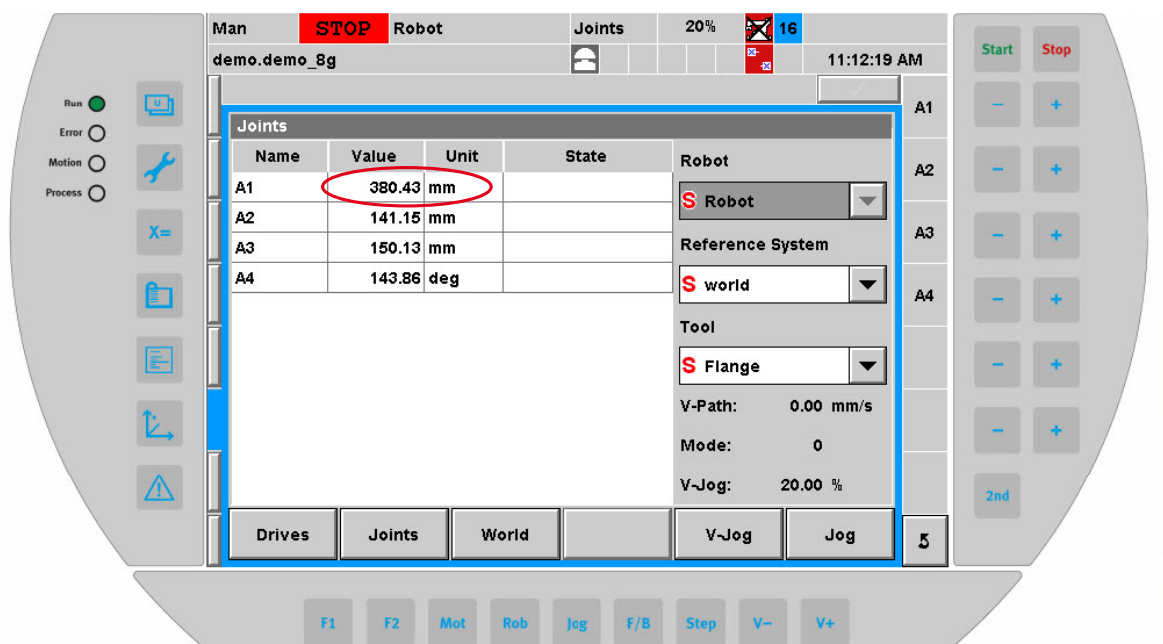 Man STOP Robot Joints 20% 16
demo.demo_8g 11:12:19 AM
Start Stop
Run
Error
Motion
Process
U
X=
Joints
Name Value Unit State
A1 380.43 mm
A2 141.15 mm
A3 150.13 mm
A4 143.86 deg
Robot
S Robot
Reference System
S world
Tool
S Flange
V-Path: 0.00 mm/s
Mode: 0
V-Jog: 20.00 %
A1 - +
A2 - +
A3 - +
A4 - +
- +
- +
2nd
Drives Joints World V-Jog Jog
F1 F2 Mot Rob Jog F/B Step V- V+